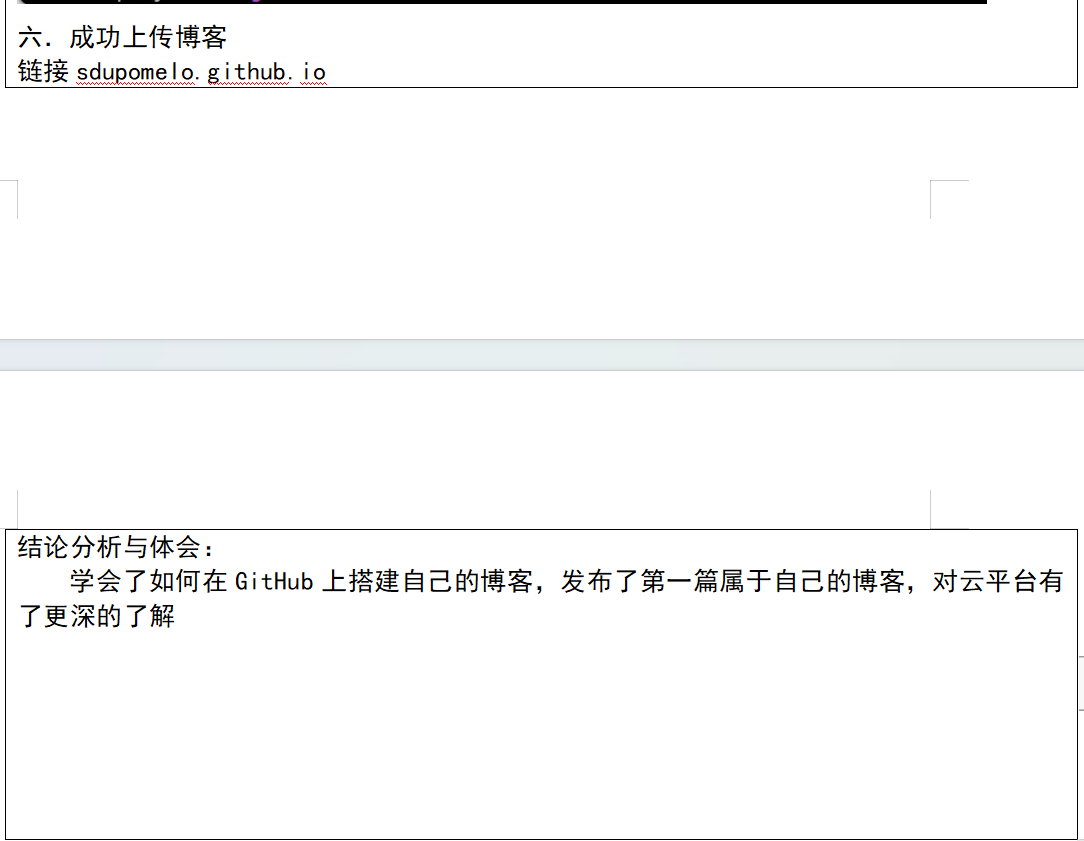 六．成功上传博客
链接 sdupomelo.github.io
结论分析与体会：
学会了如何在 GitHub 上搭建自己的博客，发布了第一篇属于自己的博客，对云平台有
了更深的了解